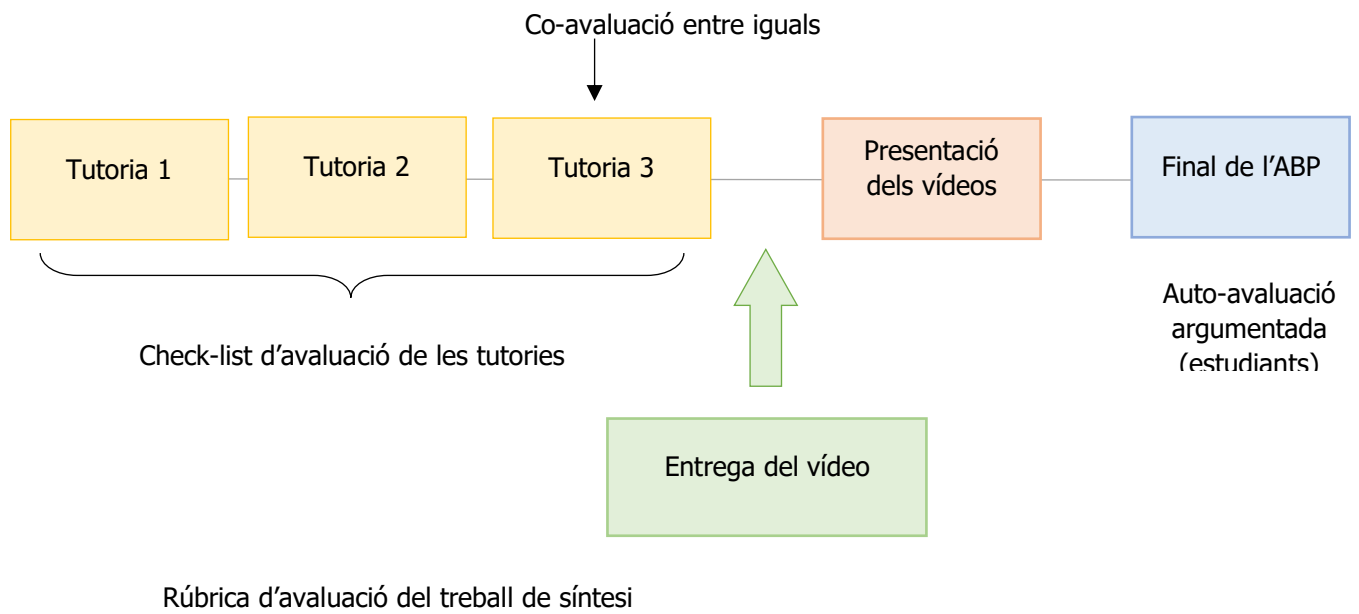 Co-avaluació entre iguals
Tutoria 1
Tutoria 2
Tutoria 3
Presentació
dels vídeos
Final de l’ABP
Check-list d’avaluació de les tutories
Auto-avaluació
argumentada
(estudiants)
Entrega del vídeo
Rúbrica d’avaluació del treball de síntesi